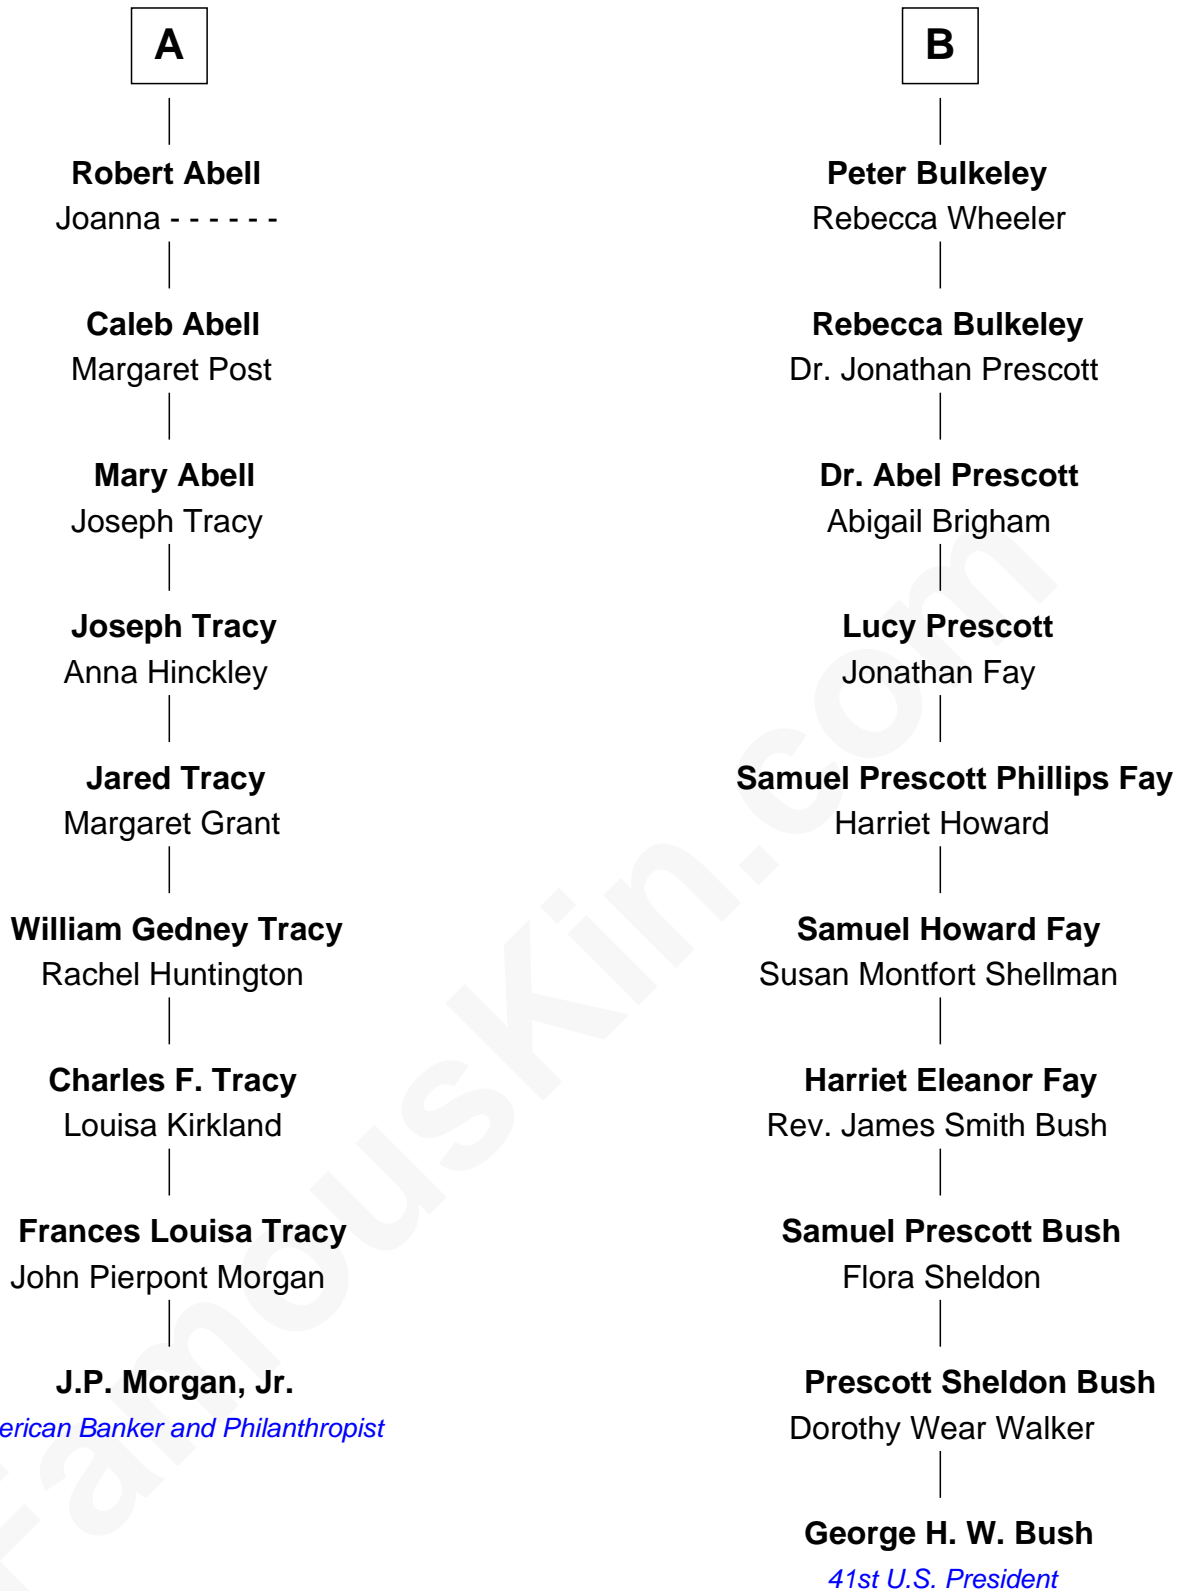 A
Robert Abell
Joanna - - - - - -
Caleb Abell
Margaret Post
Mary Abell
Joseph Tracy
Joseph Tracy
Anna Hinckley
Jared Tracy
Margaret Grant
William Gedney Tracy
Rachel Huntington
Charles F. Tracy
Louisa Kirkland
Frances Louisa Tracy
John Pierpont Morgan
J.P. Morgan, Jr.
erican Banker and Philanthropist
B
Peter Bulkeley
Rebecca Wheeler
Rebecca Bulkeley
Dr. Jonathan Prescott
Dr. Abel Prescott
Abigail Brigham
Lucy Prescott
Jonathan Fay
Samuel Prescott Phillips Fay
Harriet Howard
Samuel Howard Fay
Susan Montfort Shellman
Harriet Eleanor Fay
Rev. James Smith Bush
Samuel Prescott Bush
Flora Sheldon
Prescott Sheldon Bush
Dorothy Wear Walker
George H. W. Bush
41st U.S. President
FamousKin.com